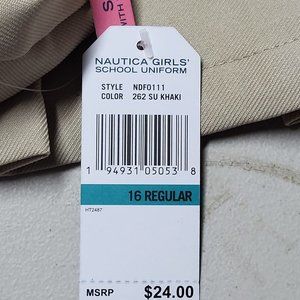 S
WITH
NAUTICA GIRLS'
SCHOOL UNIFORM
STYLE NDF0111
COLOR 262 SU KHAKI
1 94931 05053 8
16 REGULAR
HT2487
MSRP $24.00